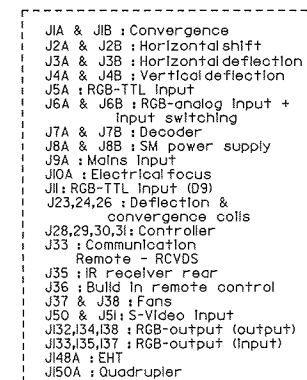 J1A & J1B : Convergence
J2A & J2B : Horizontal shift
J3A & J3B : Horizontal deflection
J4A & J4B : Vertical deflection
J5A : RGB-TTL input
J6A & J6B : RGB-analog input +
input switching
J7A & J7B : Decoder
J8A & J8B : SM power supply
J9A : Mains input
J10A : Electrical focus
J11 : RGB-TTL input (D9)
J23,24,26 : Deflection &
convergence coils
J28,29,30,31 : Controller
J33 : Communication
Remote - RCVDS
J35 : IR receiver rear
J36 : Build in remote control
J37 & J38 : Fans
J50 & J51 : S-Video input
J132,134,138 : RGB-output (output)
J133,135,137 : RGB-output (input)
J148A : EHT
J150A : Quadrupler